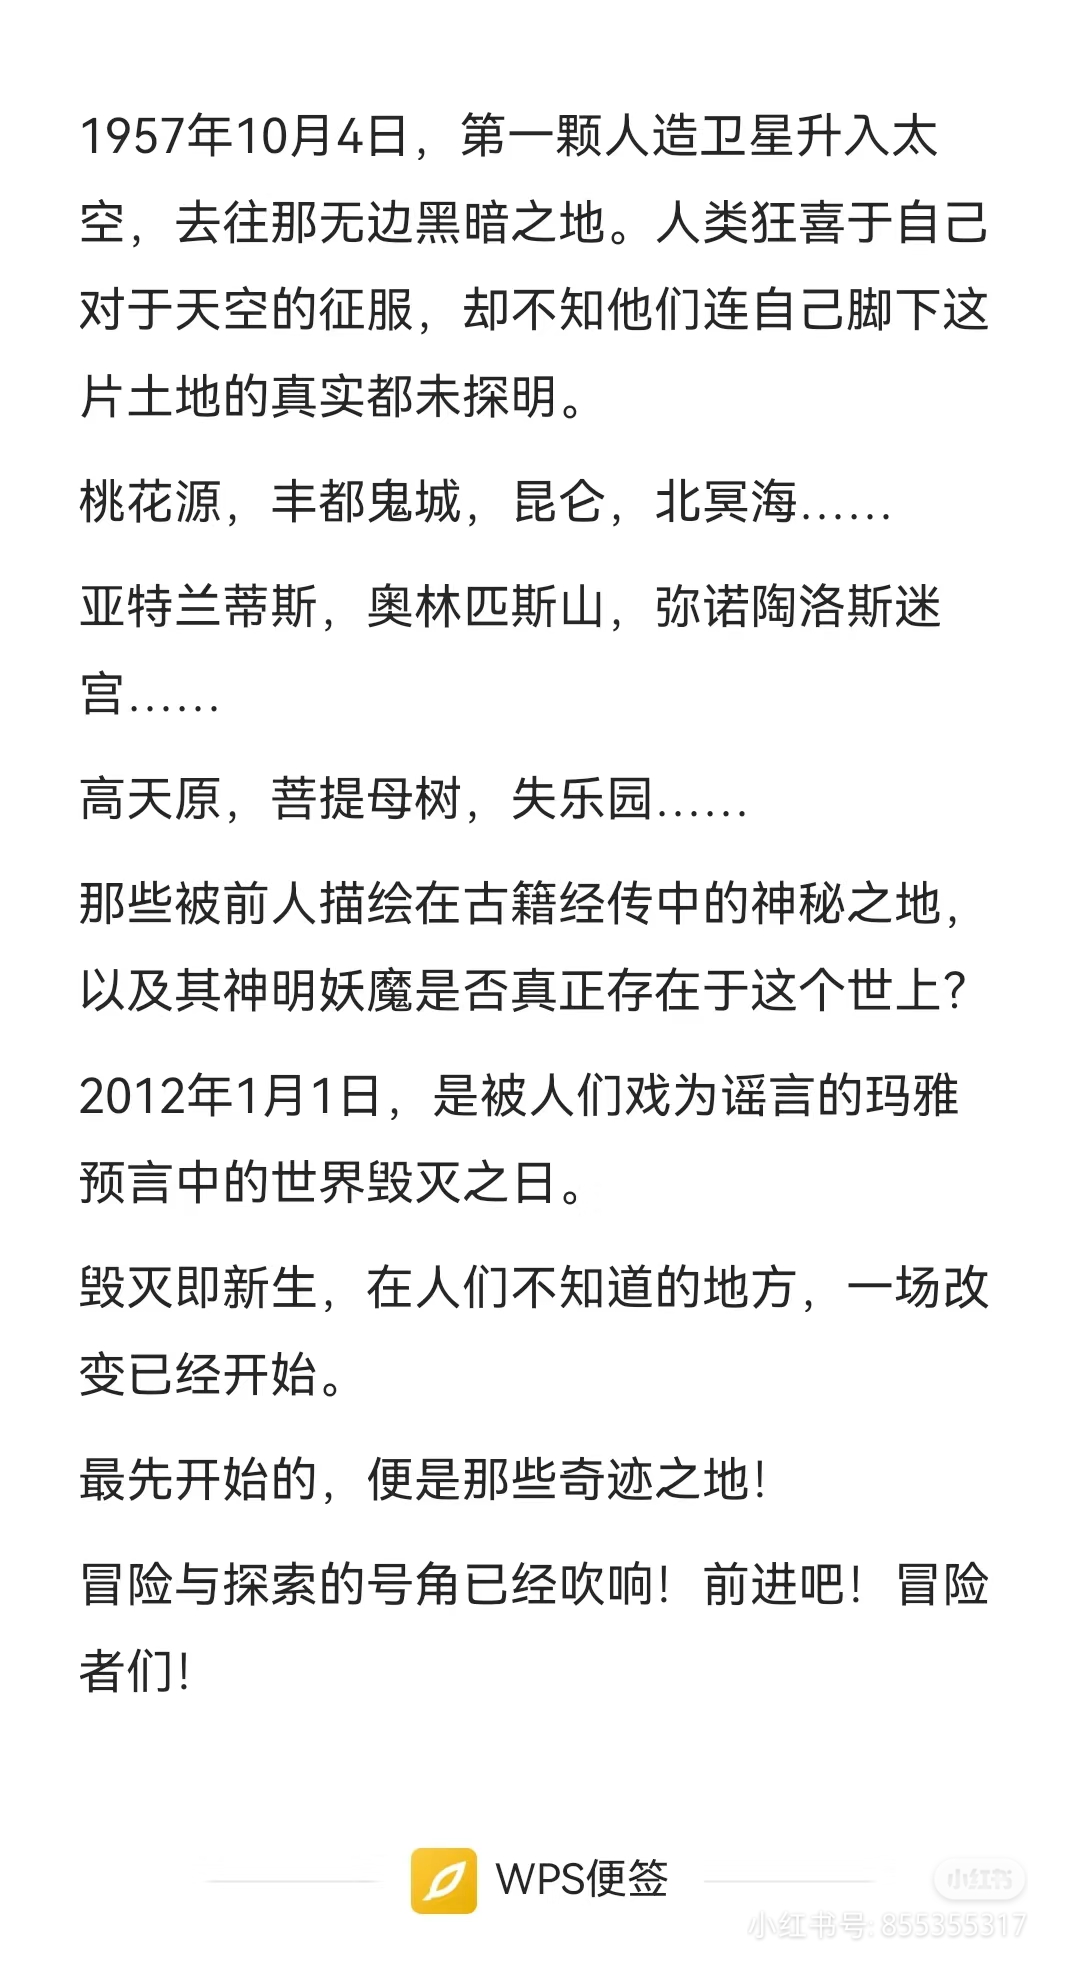 1957年10月4日，第一颗人造卫星升入太
空，去往那无边黑暗之地。人类狂喜于自己
对于天空的征服，却不知他们连自己脚下这
片土地的真实都未探明。
桃花源，丰都鬼城，昆仑，北冥海……
亚特兰蒂斯，奥林匹斯山，弥诺陶洛斯迷
宫……
高天原，菩提母树，失乐园……
那些被前人描绘在古籍经传中的神秘之地，
以及其神明妖魔是否真正存在于这个世上？
2012年1月1日，是被人们戏为谣言的玛雅
预言中的世界毁灭之日。
毁灭即新生，在人们不知道的地方，一场改
变已经开始。
最先开始的，便是那些奇迹之地！
冒险与探索的号角已经吹响！前进吧！冒险
者们！
WPS便签
小红书
小红书号: 855355317